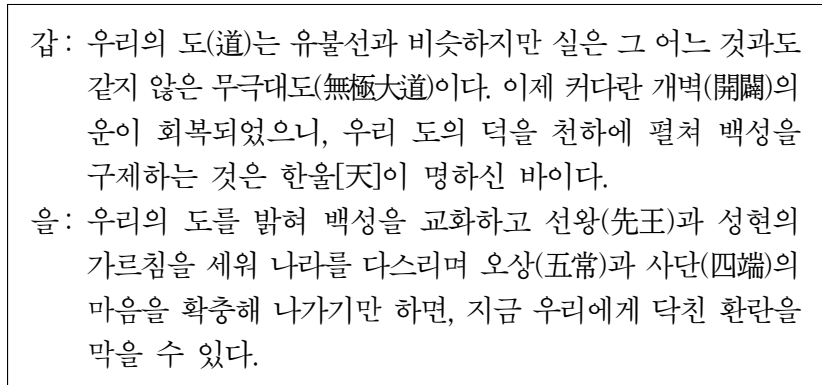 갑: 우리의 도(道)는 유불선과 비슷하지만 실은 그 어느 것과도
같지 않은 무극대도(無極大道)이다. 이제 커다란 개벽(開闢)의
운이 회복되었으니, 우리 도의 덕을 천하에 펼쳐 백성을
구제하는 것은 한울[天]이 명하신 바이다.
을: 우리의 도를 밝혀 백성을 교화하고 선왕(先王)과 성현의
가르침을 세워 나라를 다스리며 오상(五常)과 사단(四端)의
마음을 확충해 나가기만 하면, 지금 우리에게 닥친 환란을
막을 수 있다.